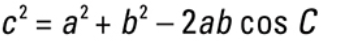 c² = a² + b² – 2ab cos C